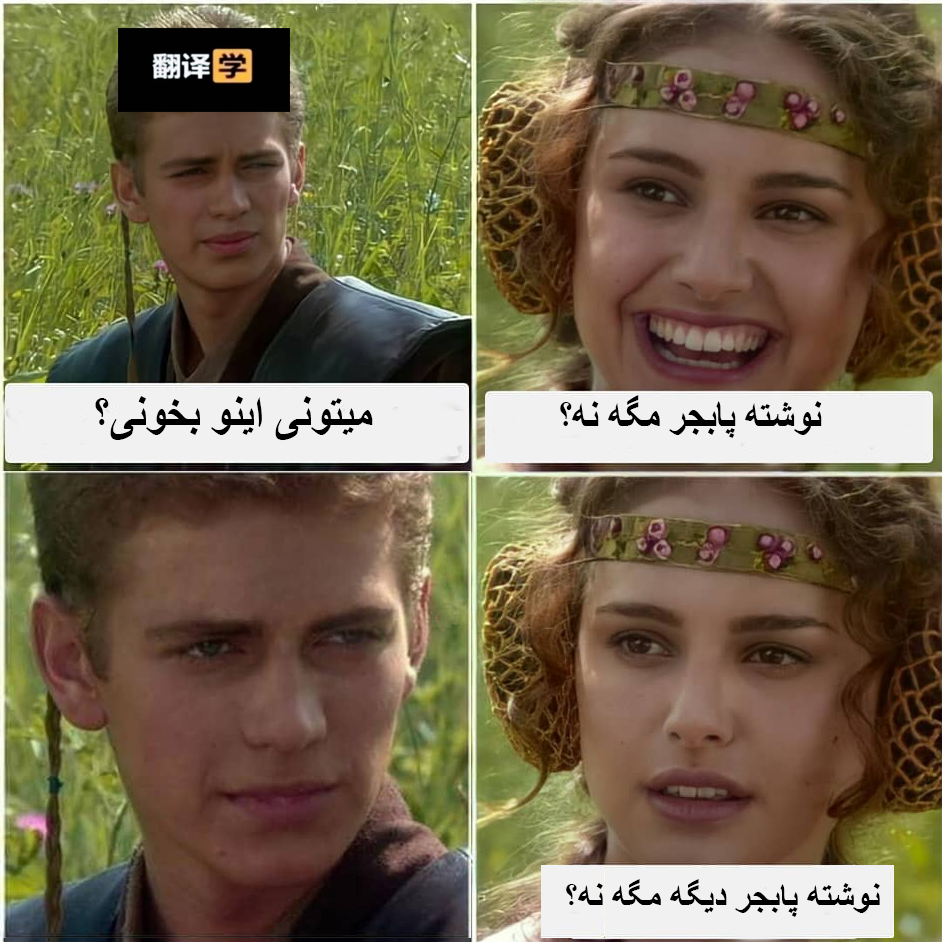 翻译学
میتونی اینو بخونی؟
نوشته پابجر مگه نه؟
نوشته پابجر دیگه مگه نه؟